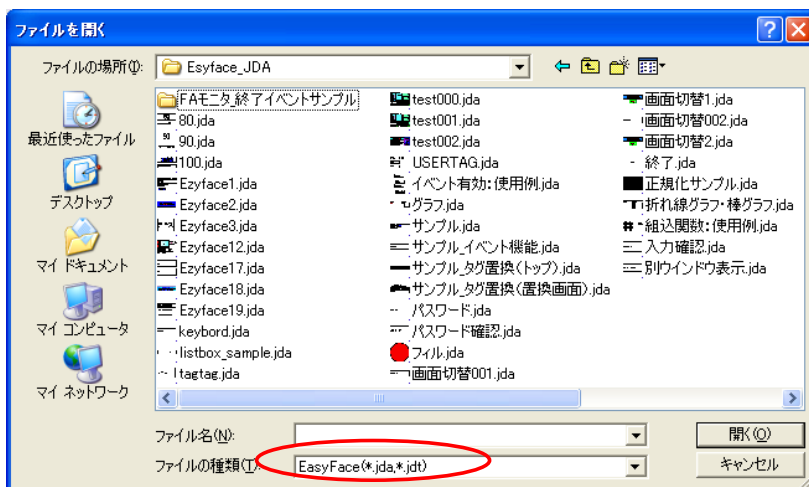 ファイルを開く
ファイルの場所(I):
Esyface_JDA
最近使ったファイル
デスクトップ
マイ ドキュメント
マイ コンピュータ
マイ ネットワーク
FAモニタ_終了イベントサンプル
80.jda
90.jda
100.jda
Ezyface1.jda
Ezyface2.jda
Ezyface3.jda
Ezyface12.jda
Ezyface17.jda
Ezyface18.jda
Ezyface19.jda
keybord.jda
listbox_sample.jda
tagtag.jda
test000.jda
test001.jda
test002.jda
USERTAG.jda
イベント有効:使用例.jda
グラフ.jda
サンプル.jda
サンプル_イベント機能.jda
サンプル_タグ置換(トップ).jda
サンプル_タグ置換(置換画面).jda
パスワード.jda
パスワード確認.jda
フィル.jda
画面切替001.jda
画面切替1.jda
画面切替002.jda
画面切替2.jda
終了.jda
正規化サンプル.jda
折れ線グラフ・棒グラフ.jda
組込関数:使用例.jda
入力確認.jda
別ウインドウ表示.jda
ファイル名(N):
開く(O)
ファイルの種類(T):
EasyFace(*.jda,*.jdt)
キャンセル